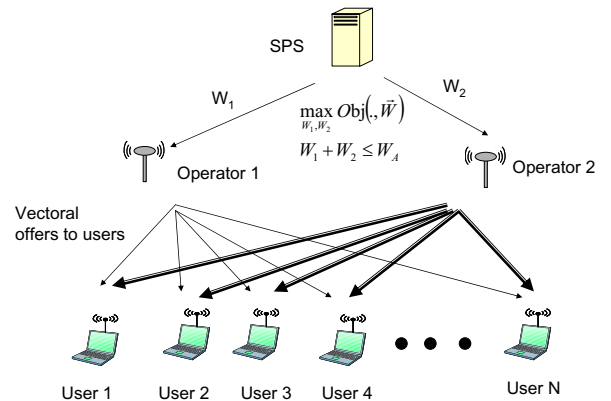 SPS
W₁
W₂
max Obj(., W⃗)
W₁,W₂
W₁ + W₂ ≤ W_A
Operator 1
Operator 2
Vectoral
offers to users
User 1
User 2
User 3
User 4
User N